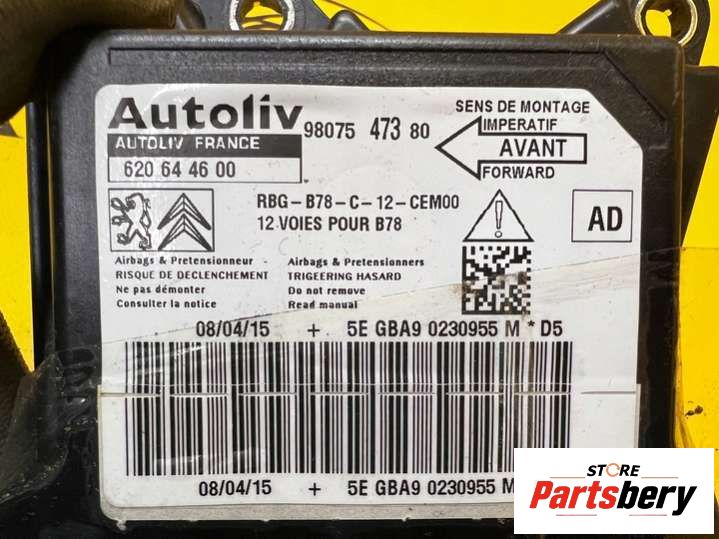 Autoliv
AUTOLIV FRANCE
620 64 46 00
98075 473 80
SENS DE MONTAGE
IMPERATIF
AVANT
FORWARD
RBG-B78-C-12-CEM00
12 VOIES POUR B78
AD
Airbags & Pretensionneur -
RISQUE DE DECLENCHEMENT
Ne pas démonter
Consulter la notice
Airbags & Pretensionners
TRIGEERING HASARD
Do not remove
Read manual
08/04/15 + 5E GBA9 0230955 M * D5
08/04/15 + 5E GBA9 0230955 M
STORE
Partsbery